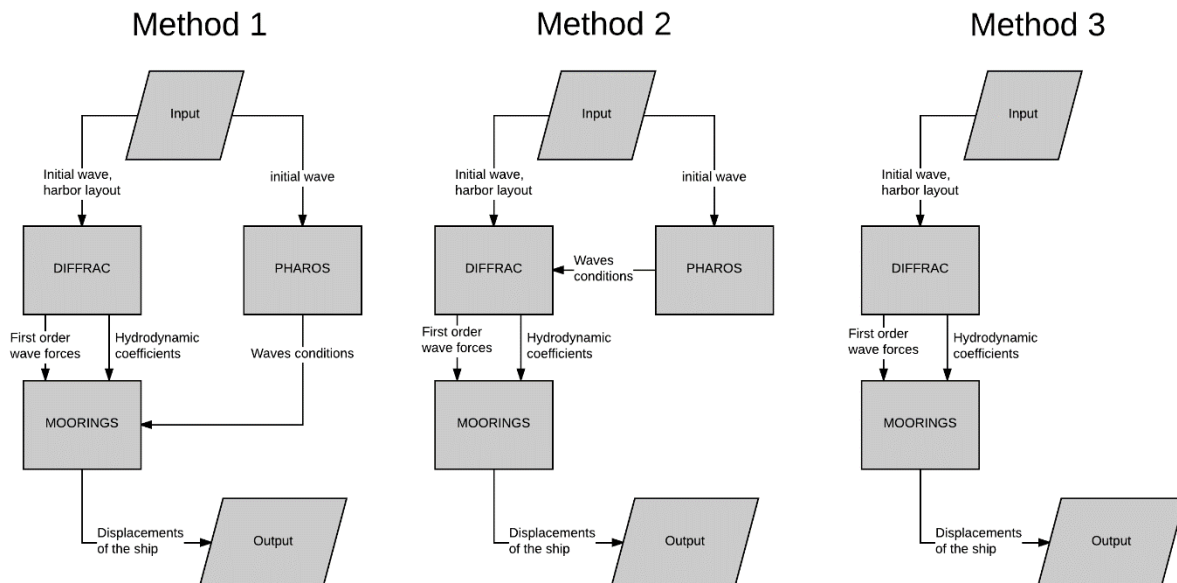 Method 1
Input
Initial wave,
harbor layout
initial wave
DIFFRAC
PHAROS
First order
wave forces
Hydrodynamic
coefficients
Waves conditions
MOORINGS
Displacements
of the ship
Output
Method 2
Input
Initial wave,
harbor layout
initial wave
DIFFRAC
Waves
conditions
PHAROS
First order
wave forces
Hydrodynamic
coefficients
MOORINGS
Displacements
of the ship
Output
Method 3
Input
Initial wave,
harbor layout
DIFFRAC
First order
wave forces
Hydrodynamic
coefficients
MOORINGS
Displacements
of the ship
Output